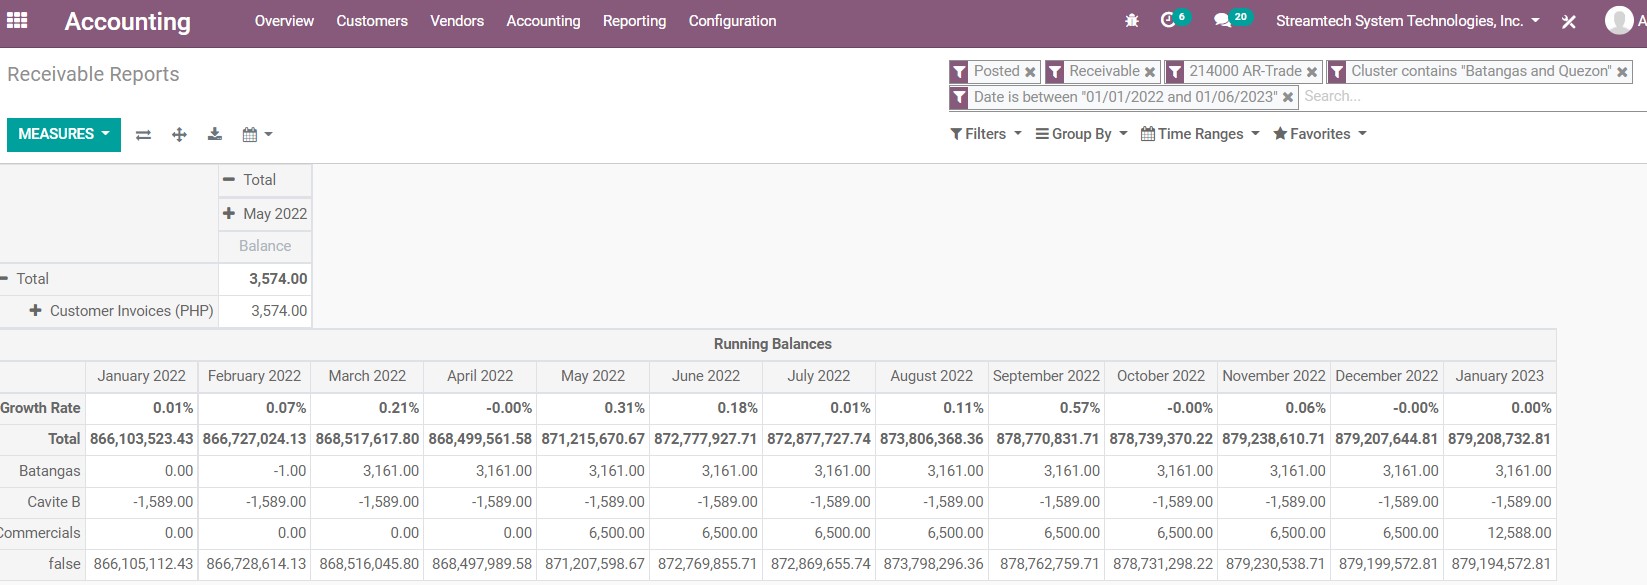 Accounting Overview Customers Vendors Accounting Reporting Configuration 6 20 Streamtech System Technologies, Inc. A
Receivable Reports
Posted Receivable 214000 AR-Trade Cluster contains "Batangas and Quezon"
Date is between "01/01/2022 and 01/06/2023" Search...
MEASURES Filters Group By Time Ranges Favorites
Total
May 2022
Balance
Total 3,574.00
Customer Invoices (PHP) 3,574.00
Running Balances
January 2022 February 2022 March 2022 April 2022 May 2022 June 2022 July 2022 August 2022 September 2022 October 2022 November 2022 December 2022 January 2023
Growth Rate 0.01% 0.07% 0.21% -0.00% 0.31% 0.18% 0.01% 0.11% 0.57% -0.00% 0.06% -0.00% 0.00%
Total 866,103,523.43 866,727,024.13 868,517,617.80 868,499,561.58 871,215,670.67 872,777,927.71 872,877,727.74 873,806,368.36 878,770,831.71 878,739,370.22 879,238,610.71 879,207,644.81 879,208,732.81
Batangas 0.00 -1.00 3,161.00 3,161.00 3,161.00 3,161.00 3,161.00 3,161.00 3,161.00 3,161.00 3,161.00 3,161.00 3,161.00
Cavite B -1,589.00 -1,589.00 -1,589.00 -1,589.00 -1,589.00 -1,589.00 -1,589.00 -1,589.00 -1,589.00 -1,589.00 -1,589.00 -1,589.00 -1,589.00
Commercials 0.00 0.00 0.00 0.00 6,500.00 6,500.00 6,500.00 6,500.00 6,500.00 6,500.00 6,500.00 6,500.00 12,588.00
false 866,105,112.43 866,728,614.13 868,516,045.80 868,497,989.58 871,207,598.67 872,769,855.71 872,869,655.74 873,798,296.36 878,762,759.71 878,731,298.22 879,230,538.71 879,199,572.81 879,194,572.81